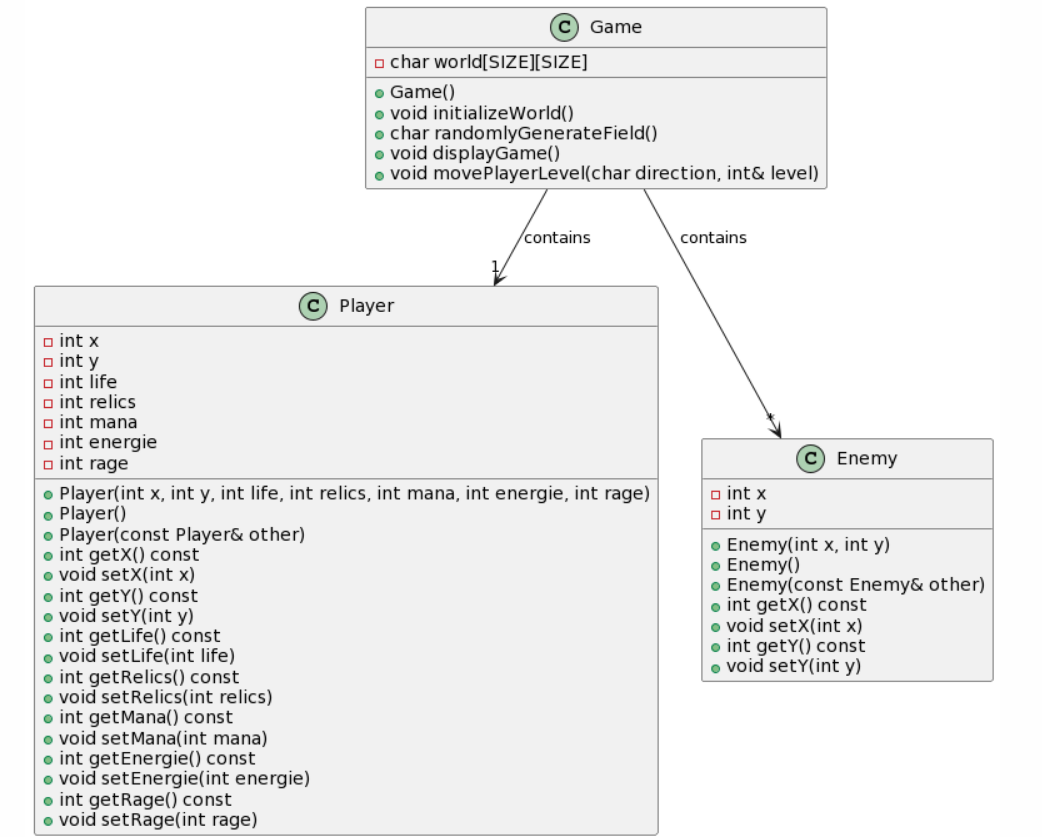 C Game
char world[SIZE][SIZE]
Game()
void initializeWorld()
char randomlyGenerateField()
void displayGame()
void movePlayerLevel(char direction, int& level)
contains
contains
1
*
C Player
int x
int y
int life
int relics
int mana
int energie
int rage
Player(int x, int y, int life, int relics, int mana, int energie, int rage)
Player()
Player(const Player& other)
int getX() const
void setX(int x)
int getY() const
void setY(int y)
int getLife() const
void setLife(int life)
int getRelics() const
void setRelics(int relics)
int getMana() const
void setMana(int mana)
int getEnergie() const
void setEnergie(int energie)
int getRage() const
void setRage(int rage)
C Enemy
int x
int y
Enemy(int x, int y)
Enemy()
Enemy(const Enemy& other)
int getX() const
void setX(int x)
int getY() const
void setY(int y)